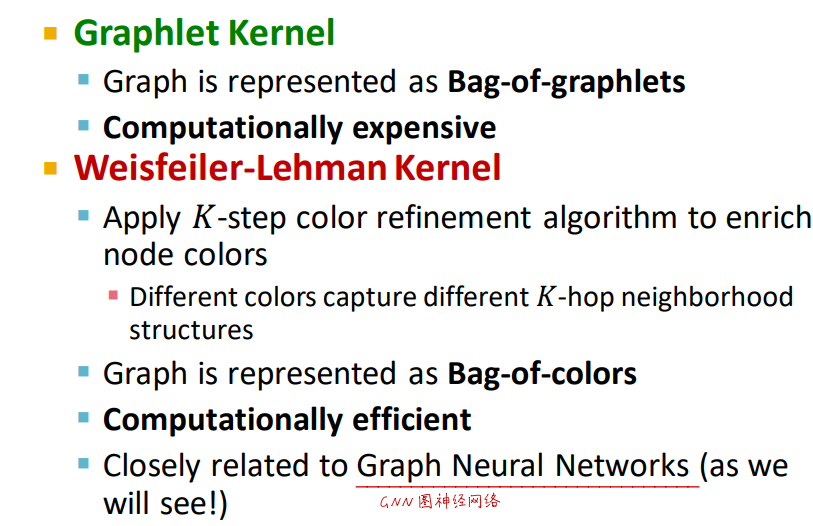 Graphlet Kernel
Graph is represented as Bag-of-graphlets
Computationally expensive
Weisfeiler-Lehman Kernel
Apply K-step color refinement algorithm to enrich
node colors
Different colors capture different K-hop neighborhood
structures
Graph is represented as Bag-of-colors
Computationally efficient
Closely related to Graph Neural Networks (as we
will see!)
GNN 图神经网络